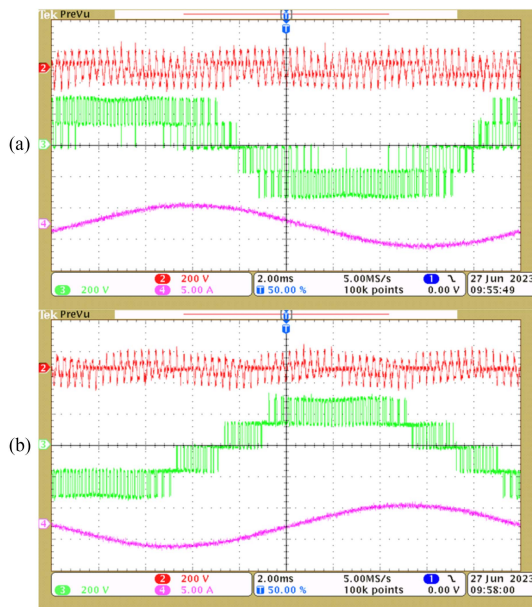 Tek PreVu
M
T
2
(a)
3
4
2 200 V
3 200 V 4 5.00 A
2.00ms 5.00MS/s 1 0.00 V
T 50.00 % 100k points
27 Jun 2023
09:55:49
Tek PreVu
M
T
2
(b)
3
4
2 200 V
3 200 V 4 5.00 A
2.00ms 5.00MS/s 1 0.00 V
T 50.00 % 100k points
27 Jun 2023
09:58:00